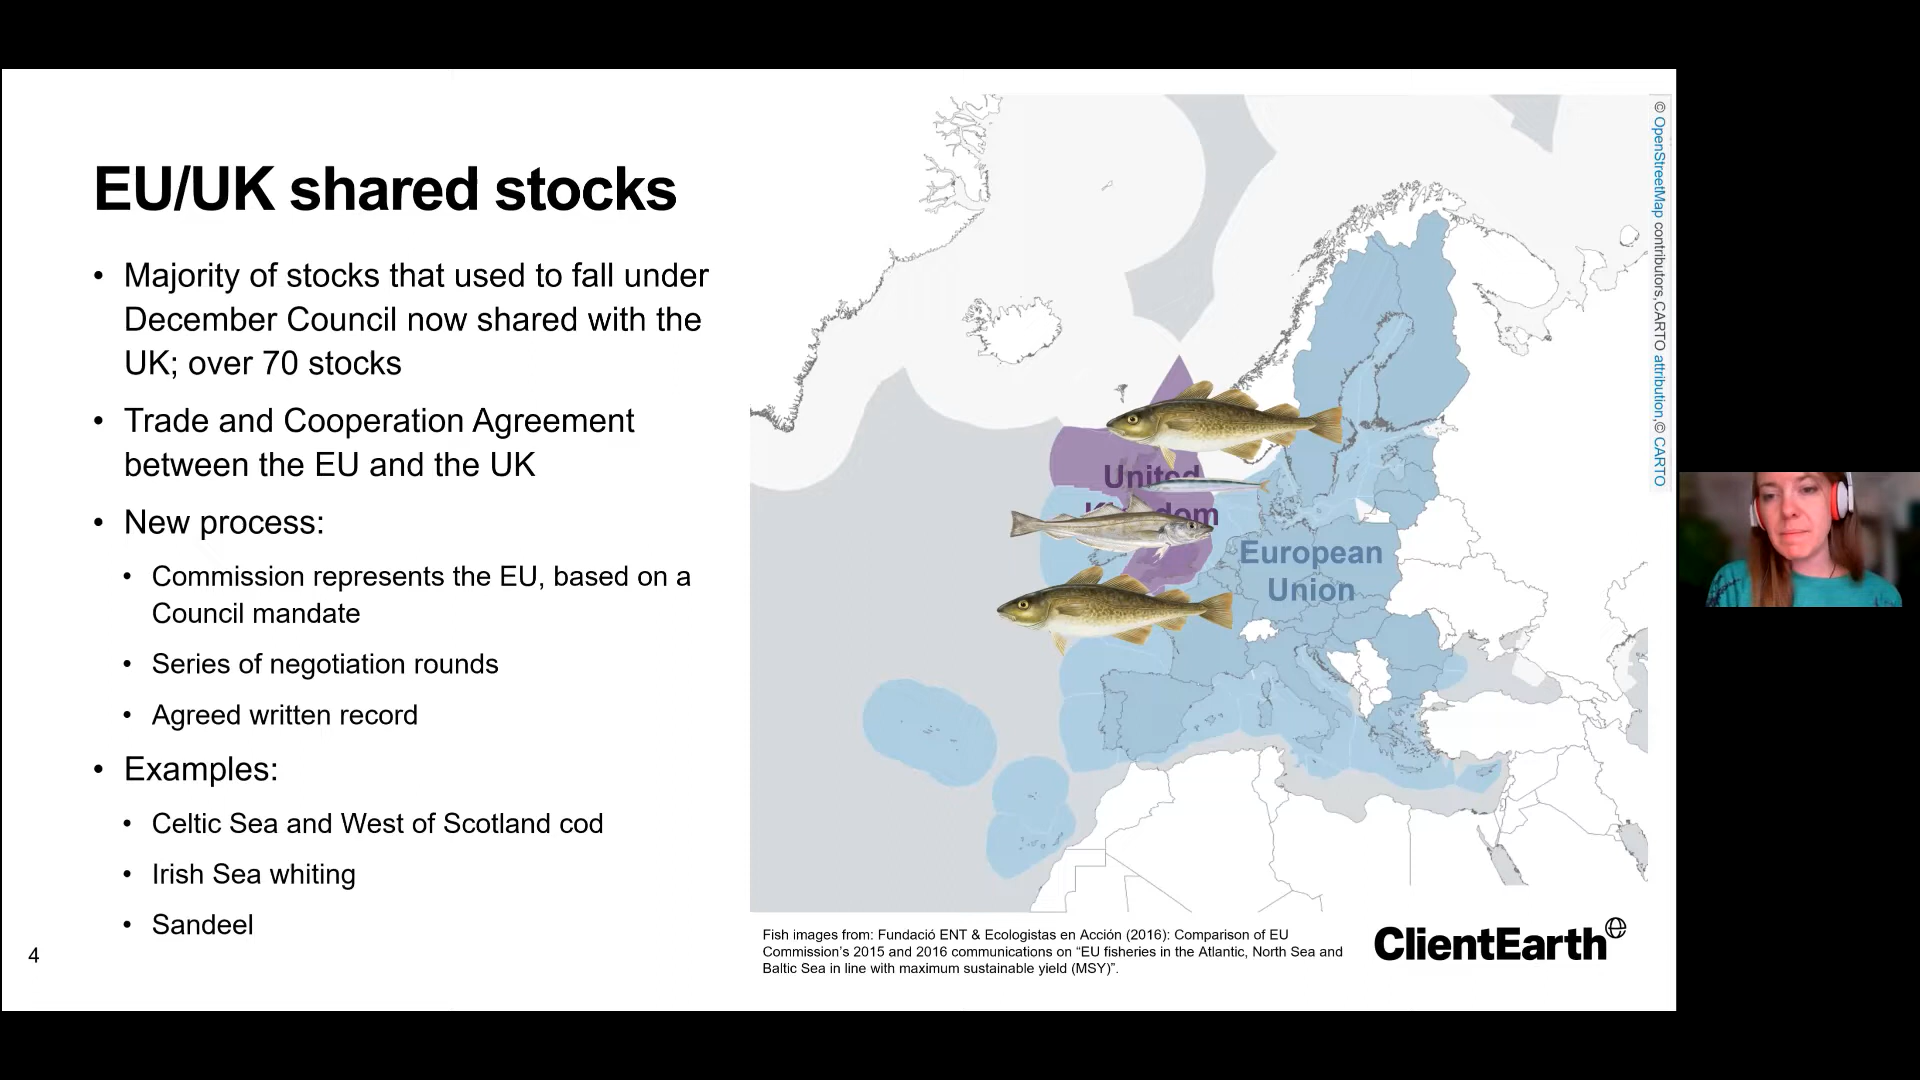 EU/UK shared stocks
• Majority of stocks that used to fall under
December Council now shared with the
UK; over 70 stocks
• Trade and Cooperation Agreement
between the EU and the UK
• New process:
• Commission represents the EU, based on a
Council mandate
• Series of negotiation rounds
• Agreed written record
• Examples:
• Celtic Sea and West of Scotland cod
• Irish Sea whiting
• Sandeel
4
United
Kingdom
European
Union
© OpenStreetMap contributors,CARTO attribution,© CARTO
Fish images from: Fundació ENT & Ecologistas en Acción (2016): Comparison of EU
Commission’s 2015 and 2016 communications on “EU fisheries in the Atlantic, North Sea and
Baltic Sea in line with maximum sustainable yield (MSY)”.
ClientEarth